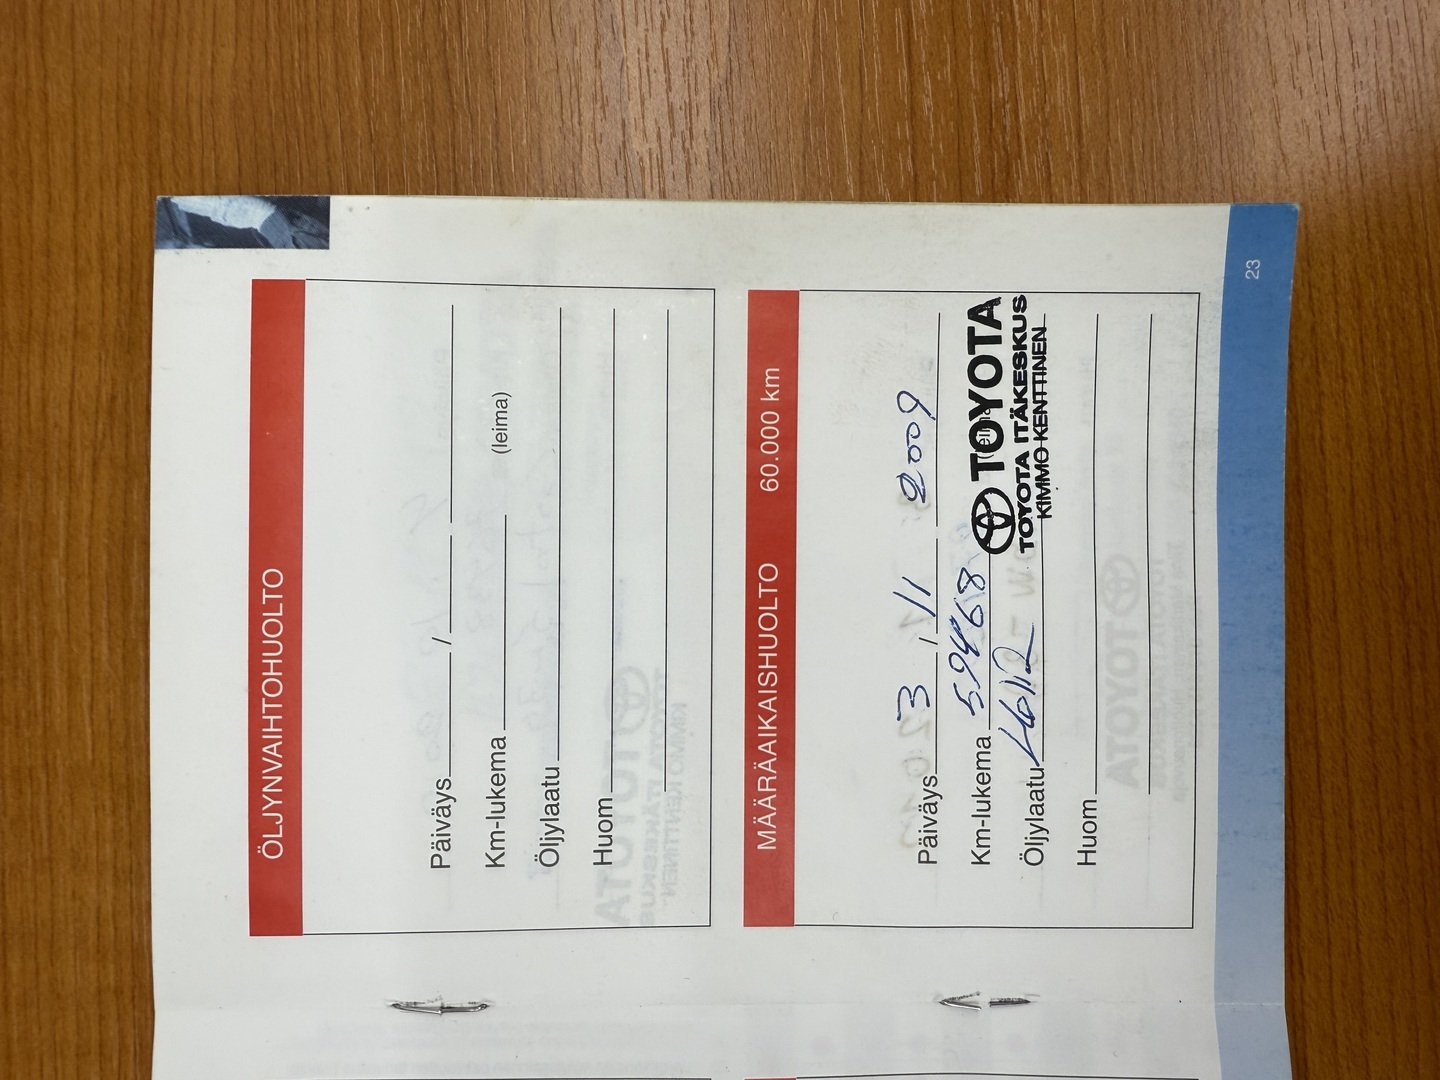 ÖLJYNVAIHTOHUOLTO
Päiväys / 
Km-lukema (leima)
Öljylaatu
Huom
MÄÄRÄAIKAISHUOLTO 60.000 km
Päiväys 3 / 11 2009
Km-lukema 59468
TOYOTA
TOYOTA ITÄKESKUS
KIMMO KENTTINEN
Öljylaatu
Huom
23